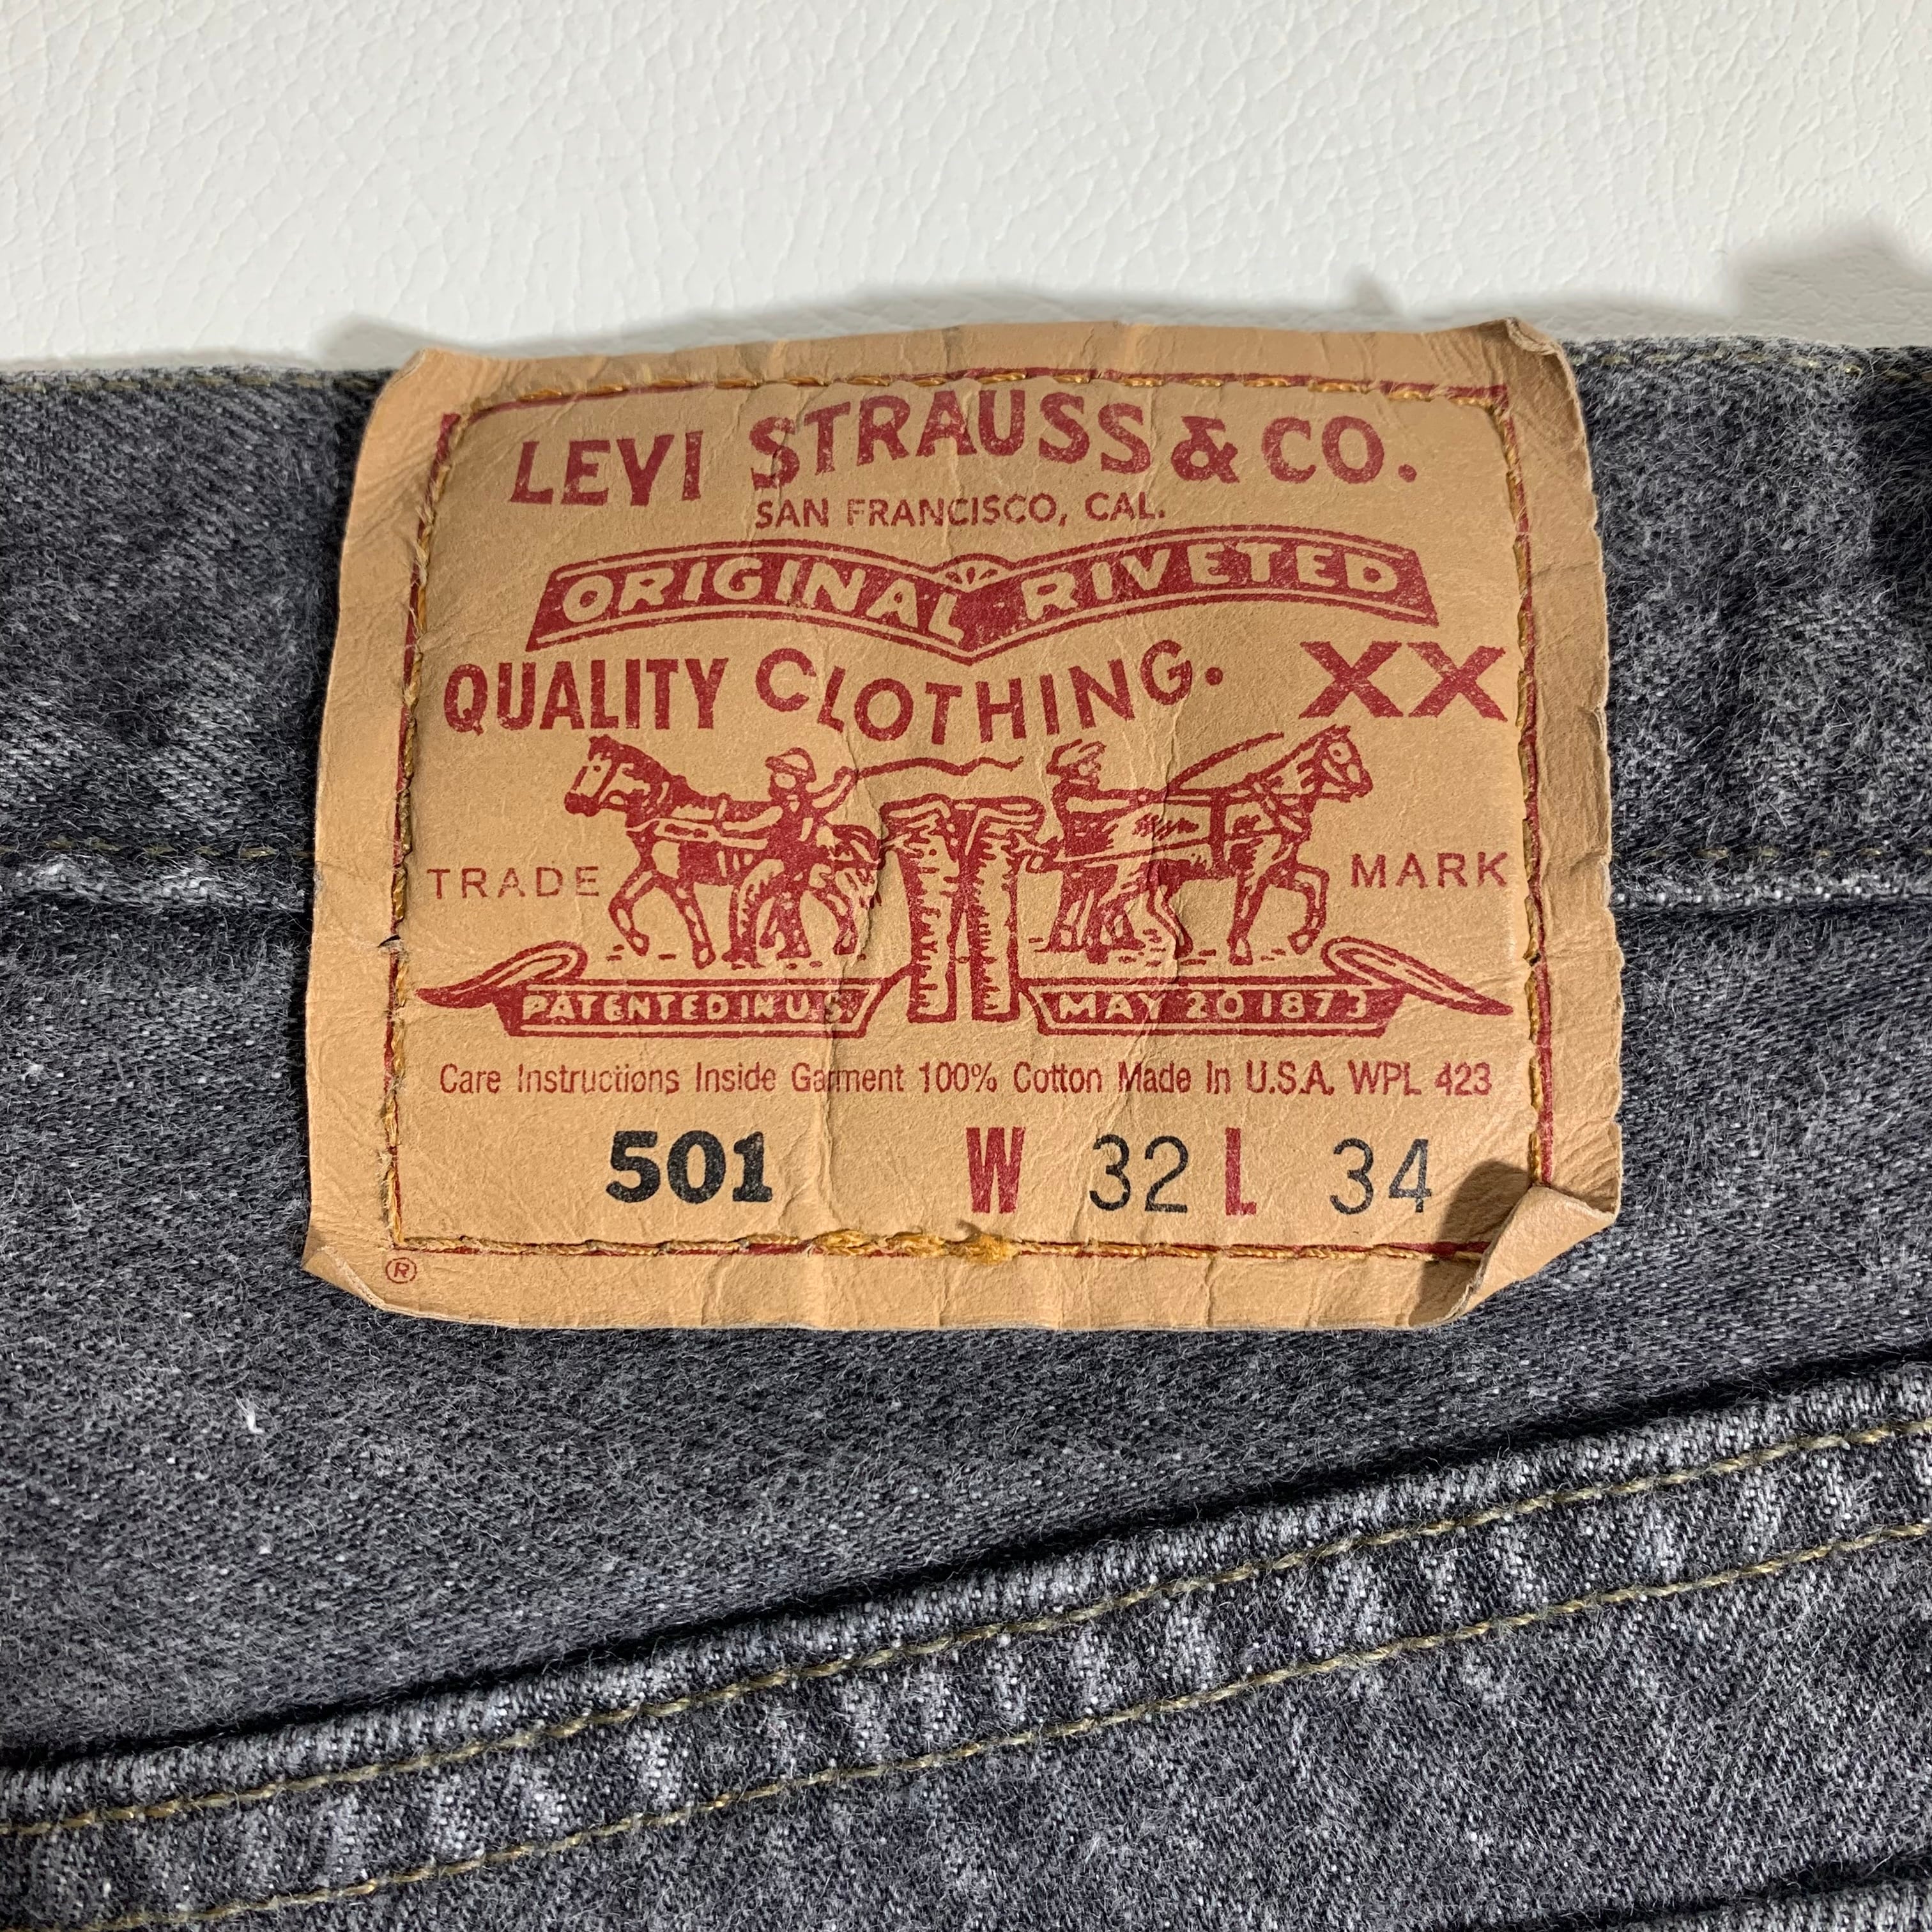 LEVI STRAUSS & CO.
SAN FRANCISCO, CAL.
ORIGINAL RIVETED
QUALITY CLOTHING. XX
TRADE MARK
PATENTED IN U.S. MAY 20 1873
Care Instructions Inside Garment 100% Cotton Made In U.S.A. WPL 423
501 W 32 L 34
®